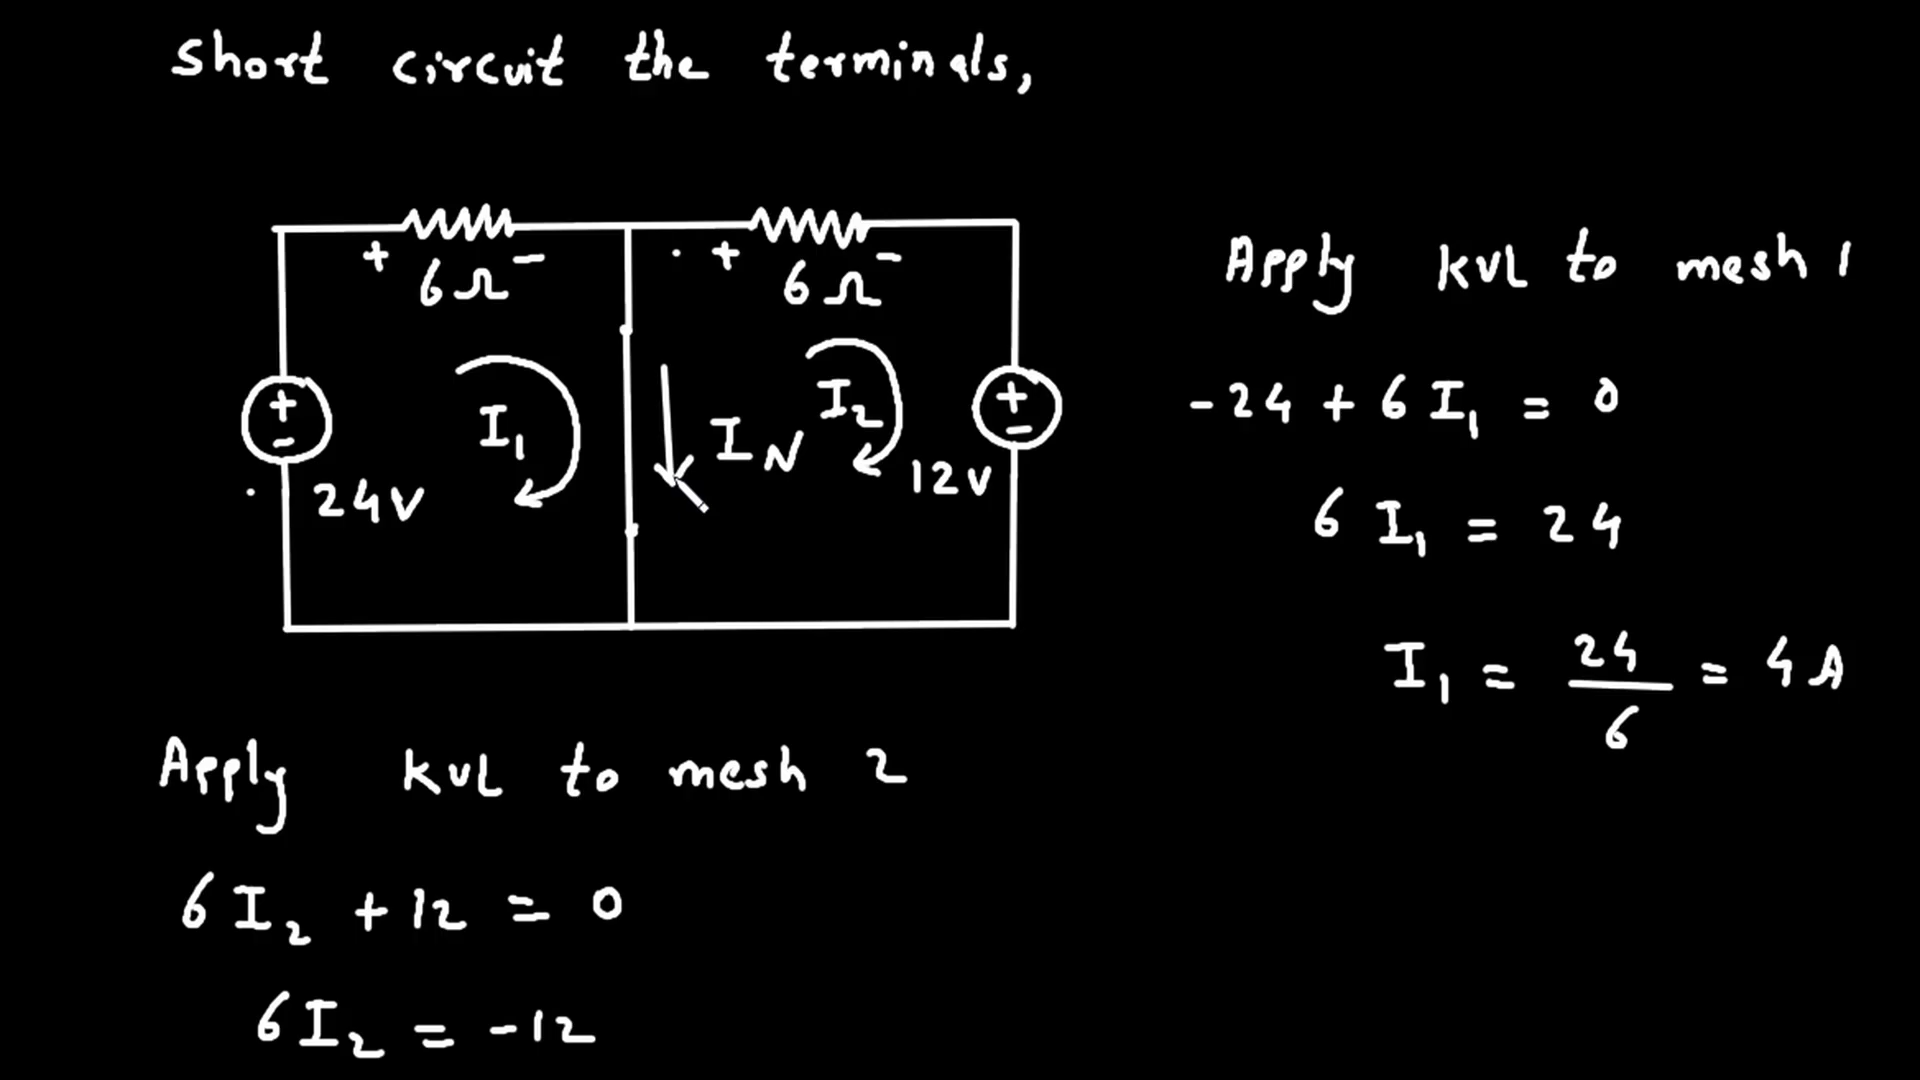 short circuit the terminals,
+ 6Ω -
+ 6Ω -
+
-
24V
I₁
I_N
I₂
12V
+
-
Apply KVL to mesh 1
-24 + 6 I₁ = 0
6 I₁ = 24
I₁ = 24/6 = 4A
Apply KVL to mesh 2
6 I₂ + 12 = 0
6 I₂ = -12